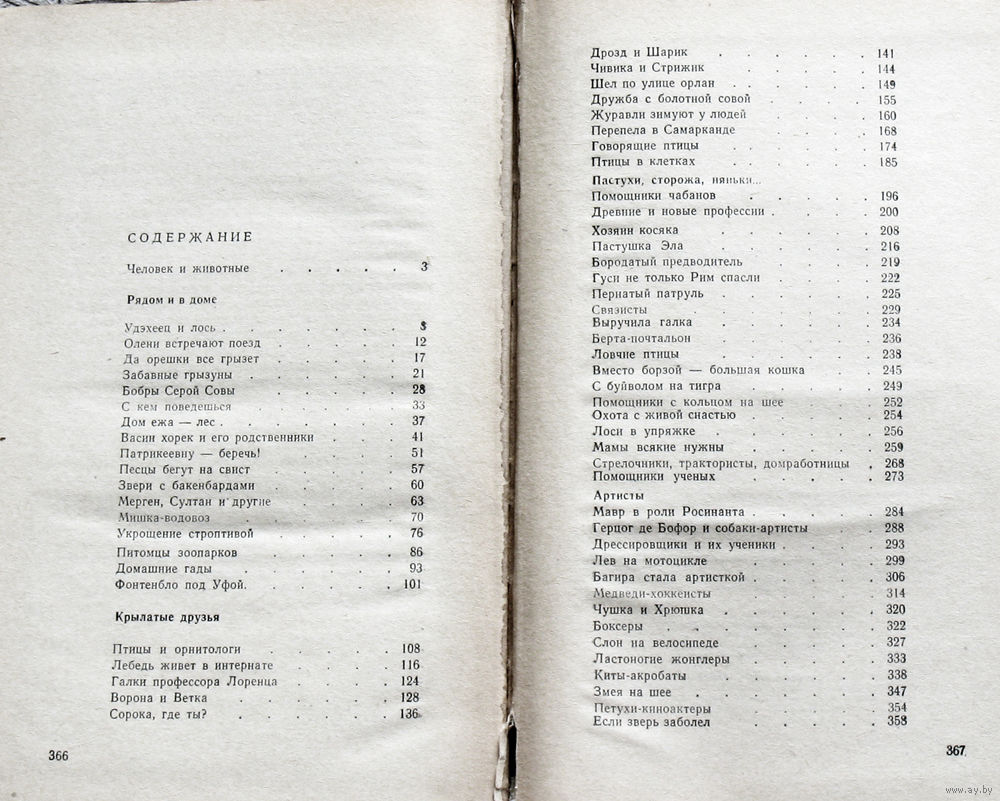 СОДЕРЖАНИЕ
Человек и животные . . . . . 3
Рядом и в доме
Удэхеец и лось . . . . . . . 8
Олени встречают поезд . . . . . 12
Да орешки все грызет . . . . . 17
Забавные грызуны . . . . . . 21
Бобры Серой Совы . . . . . 28
С кем поведешься . . . . . . 33
Дом ежа — лес . . . . . . . 37
Васин хорек и его родственники . . . 41
Патрикеевну — беречь! . . . . . 51
Песцы бегут на свист . . . . . 57
Звери с бакенбардами . . . . . 60
Мерген, Султан и другие . . . . . 63
Мишка-водовоз . . . . . . 70
Укрощение строптивой . . . . . 76
Питомцы зоопарков . . . . . 86
Домашние гады . . . . . . 93
Фонтенбло под Уфой. . . . . . 101
Крылатые друзья
Птицы и орнитологи . . . . . 108
Лебедь живет в интернате . . . . 116
Галки профессора Лоренца . . . . 124
Ворона и Ветка . . . . . . 128
Сорока, где ты? . . . . . . 136
366
Дрозд и Шарик . . . . . . 141
Чивика и Стрижик . . . . . 144
Шел по улице орлан . . . . . . 149
Дружба с болотной совой . . . . 155
Журавли зимуют у людей . . . . 160
Перепела в Самарканде . . . . 168
Говорящие птицы . . . . . 174
Птицы в клетках . . . . . 185
Пастухи, сторожа, няньки...
Помощники чабанов . . . . . 196
Древние и новые профессии . . . . 200
Хозяин косяка . . . . . . 208
Пастушка Эла . . . . . . 216
Бородатый предводитель . . . . 219
Гуси не только Рим спасли . . . . 222
Пернатый патруль . . . . . . 225
Связисты . . . . . . . 229
Выручила галка . . . . . . 234
Берта-почтальон . . . . . . 236
Ловчие птицы . . . . . . 238
Вместо борзой — большая кошка . . 245
С буйволом на тигра . . . . . 249
Помощники с кольцом на шее . . . 252
Охота с живой снастью . . . . . 254
Лоси в упряжке . . . . . . 256
Мамы всякие нужны . . . . . 259
Стрелочники, трактористы, домработницы . 268
Помощники ученых . . . . . 273
Артисты
Мавр в роли Росинанта . . . . . 284
Герцог де Бофор и собаки-артисты . . 288
Дрессировщики и их ученики . . . . 293
Лев на мотоцикле . . . . . 299
Багира стала артисткой . . . . . 306
Медведи-хоккеисты . . . . . 314
Чушка и Хрюшка . . . . . . 320
Боксеры . . . . . . . 322
Слон на велосипеде . . . . . 327
Ластоногие жонглеры . . . . . 333
Киты-акробаты . . . . . . 338
Змея на шее . . . . . . . 347
Петухи-киноактеры . . . . . 354
Если зверь заболел . . . . . 358
367
www.ay.by